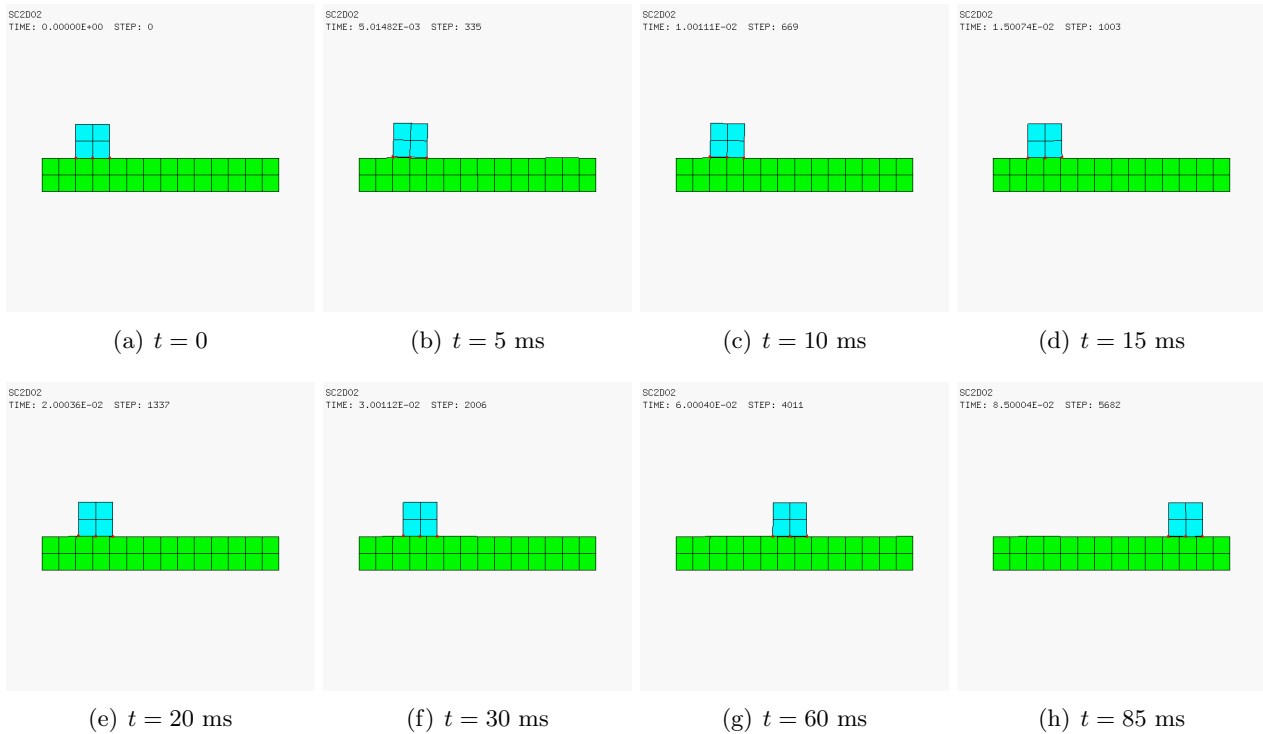 SC2D02
TIME: 0.00000E+00 STEP: 0
SC2D02
TIME: 5.01482E-03 STEP: 335
SC2D02
TIME: 1.00111E-02 STEP: 669
SC2D02
TIME: 1.50074E-02 STEP: 1003
(a) t = 0
(b) t = 5 ms
(c) t = 10 ms
(d) t = 15 ms
SC2D02
TIME: 2.00036E-02 STEP: 1337
SC2D02
TIME: 3.00112E-02 STEP: 2006
SC2D02
TIME: 6.00040E-02 STEP: 4011
SC2D02
TIME: 8.50004E-02 STEP: 5682
(e) t = 20 ms
(f) t = 30 ms
(g) t = 60 ms
(h) t = 85 ms